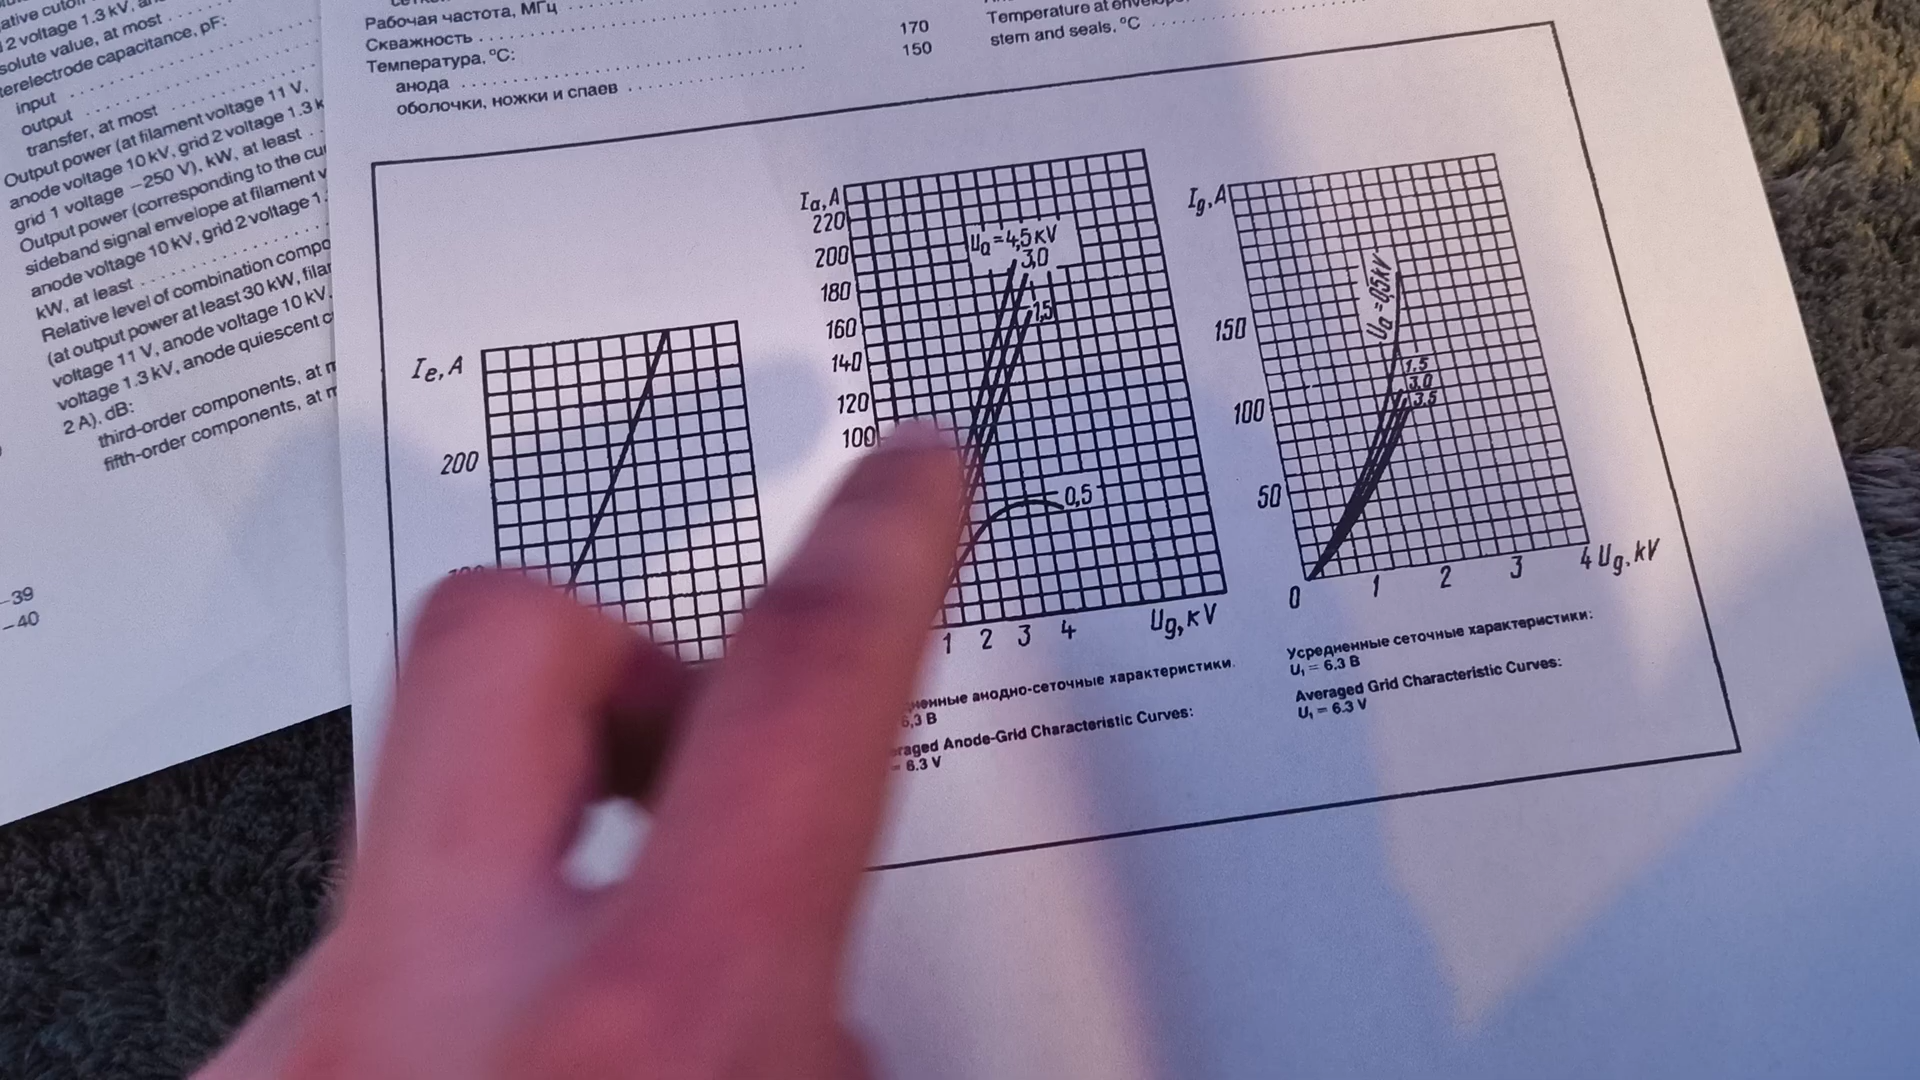 2 voltage 1.3 kV,
solute value, at most
terelectrode capacitance, pF:
input
output
transfer, at most
Output power (at filament voltage 11 V,
anode voltage 10 kV, grid 2 voltage 1.3
grid 1 voltage −250 V), kW, at least
Output power (corresponding to the
sideband signal envelope at filament
anode voltage 10 kV, grid 2 voltage
kW, at least
Relative level of combination
(at output power at least 30 kW,
voltage 11 V, anode voltage 10 kV
voltage 1.3 kV, anode quiescent
2 A), dB:
third-order components, at
fifth-order components, at
−39
−40
Рабочая частота, МГц
Скважность
Температура, °С:
анода 170
оболочки, ножки и спаев 150
Temperature at
stem and seals, °C
Ie, A
200
Ia, A
220
200
180
160
140
120
100
Ua = 4,5 kV
3,0
1,5
0,5
1 2 3 4 Ug, kV
анодно-сеточные характеристики.
6,3 В
Anode-Grid Characteristic Curves:
= 6.3 V
Ig, A
150
100
50
0
Ua = 0,5 kV
1.5
3.0
3.5
1 2 3 4 Ug, kV
Усредненные сеточные характеристики:
U₁ = 6.3 В
Averaged Grid Characteristic Curves:
U₁ = 6.3 V